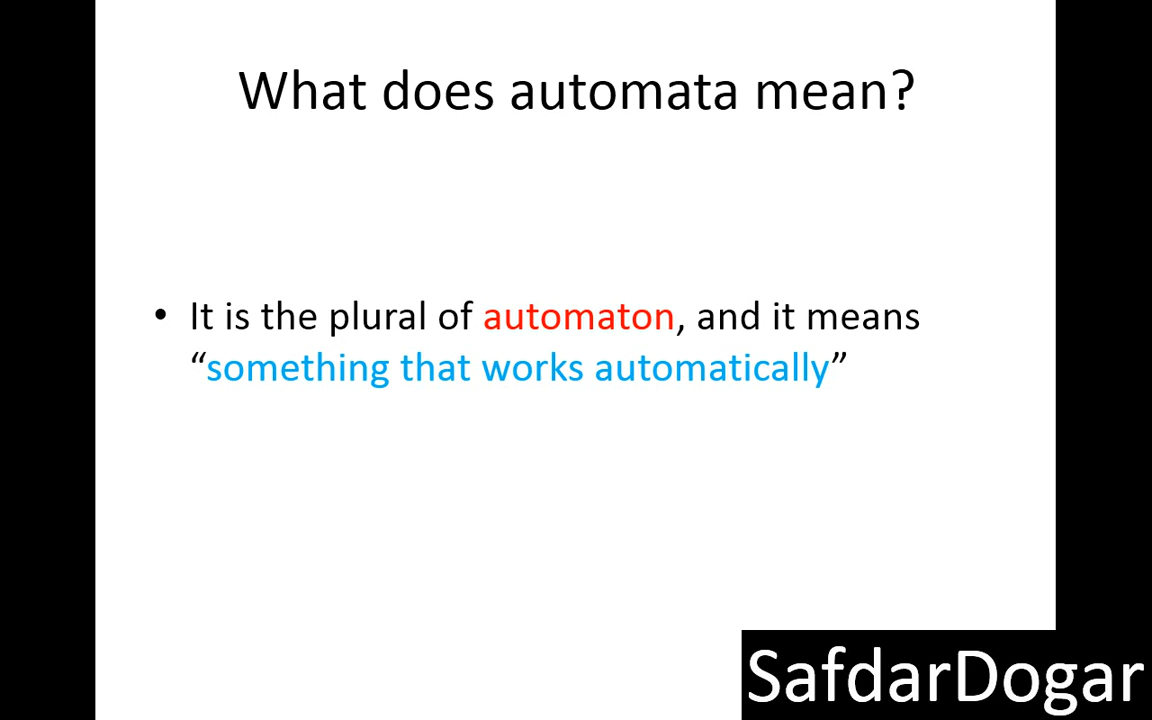 What does automata mean?
• It is the plural of automaton, and it means
“something that works automatically”
SafdarDogar